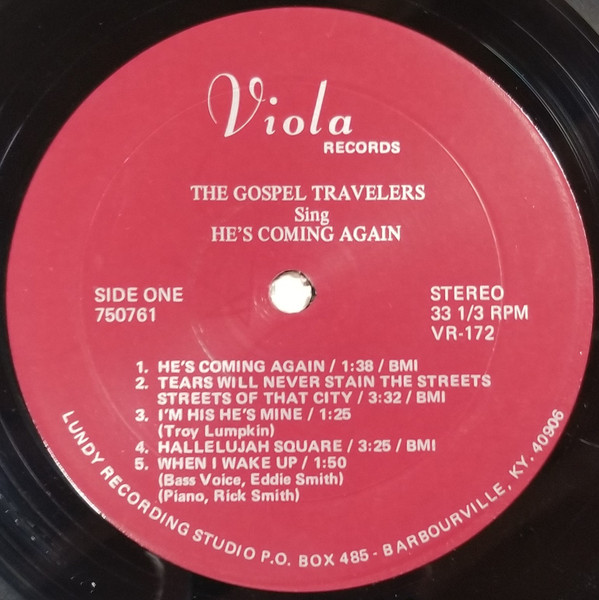 Viola
RECORDS
THE GOSPEL TRAVELERS
Sing
HE'S COMING AGAIN
SIDE ONE
750761
STEREO
33 1/3 RPM
VR-172
1. HE'S COMING AGAIN / 1:38 / BMI
2. TEARS WILL NEVER STAIN THE STREETS
STREETS OF THAT CITY / 3:32 / BMI
3. I'M HIS HE'S MINE / 1:25
(Troy Lumpkin)
4. HALLELUJAH SQUARE / 3:25 / BMI
5. WHEN I WAKE UP / 1:50
(Bass Voice, Eddie Smith)
(Piano, Rick Smith)
LUNDY RECORDING STUDIO P.O. BOX 485 - BARBOURVILLE, KY. 40906